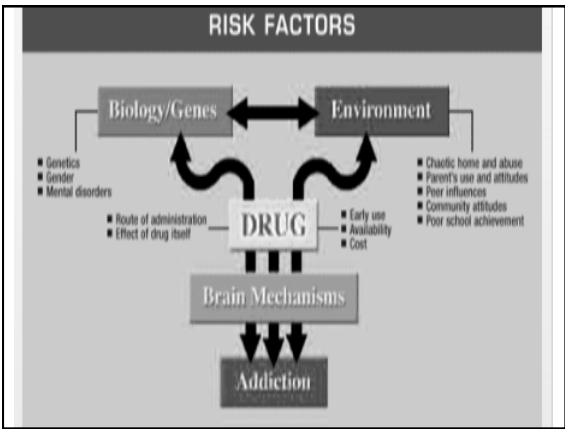 RISK FACTORS
Biology/Genes
Environment
■ Genetics
■ Gender
■ Mental disorders
■ Chaotic home and abuse
■ Parent's use and attitudes
■ Peer influences
■ Community attitudes
■ Poor school achievement
■ Route of administration
■ Effect of drug itself
DRUG
■ Early use
■ Availability
■ Cost
Brain Mechanisms
Addiction